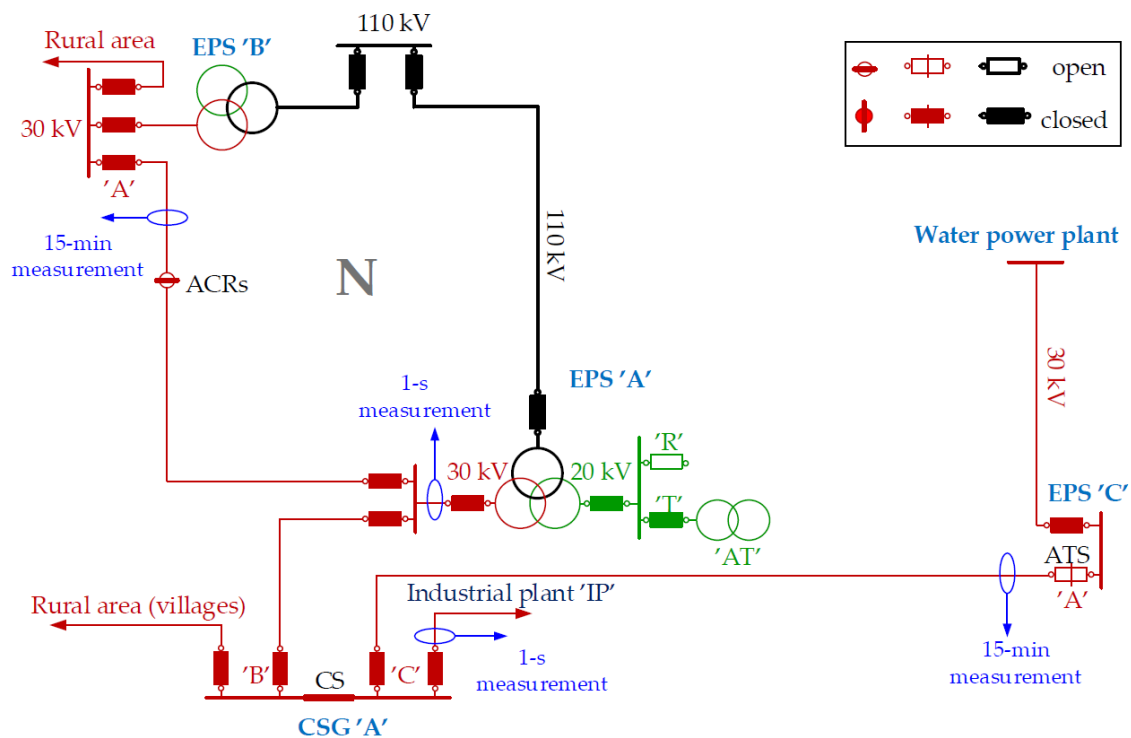 110 kV
Rural area
EPS 'B'
open
closed
30 kV
'A'
15-min
measurement
ACRs
N
110 kV
Water power plant
30 kV
EPS 'A'
1-s
measurement
30 kV
20 kV
'R'
'T'
'AT'
EPS 'C'
ATS
'A'
Industrial plant 'IP'
Rural area (villages)
'B'
CS
'C'
1-s
measurement
15-min
measurement
CSG 'A'